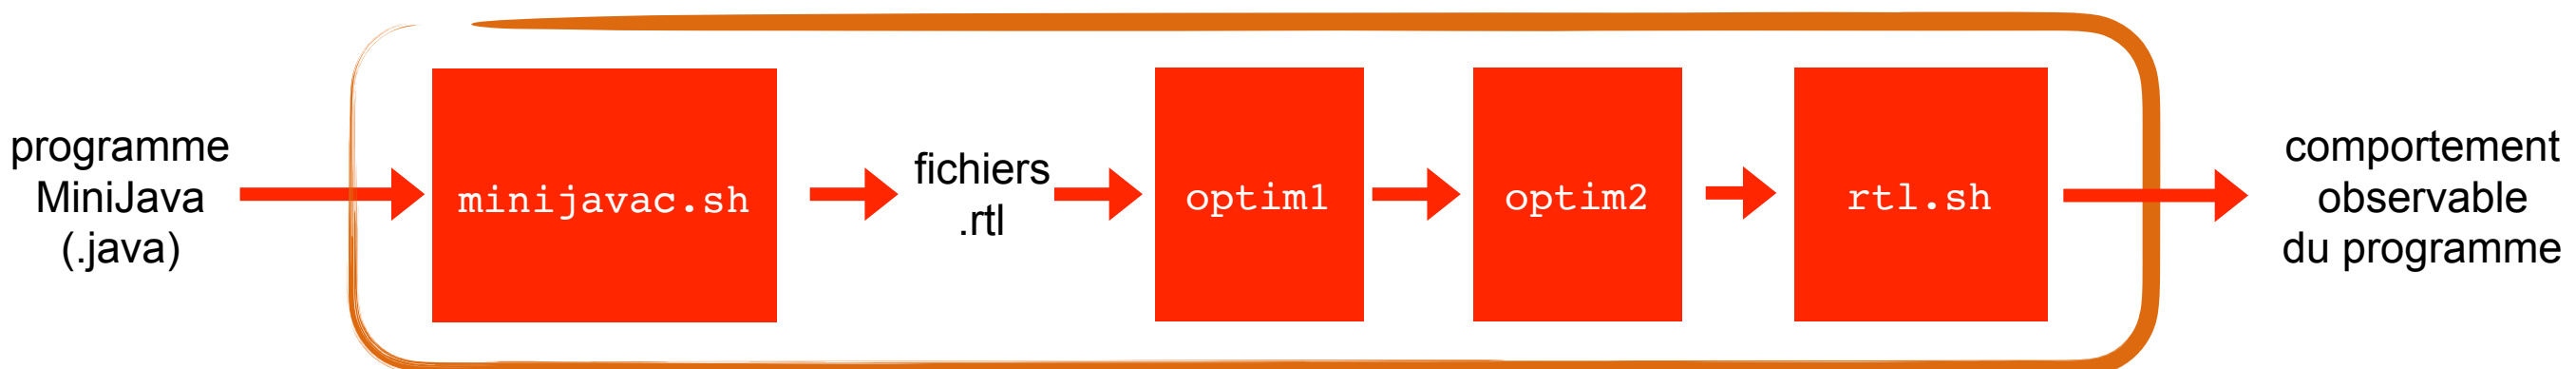 programme
MiniJava
(.java)
minijavac.sh
fichiers
.rtl
optim1
optim2
rtl.sh
comportement
observable
du programme